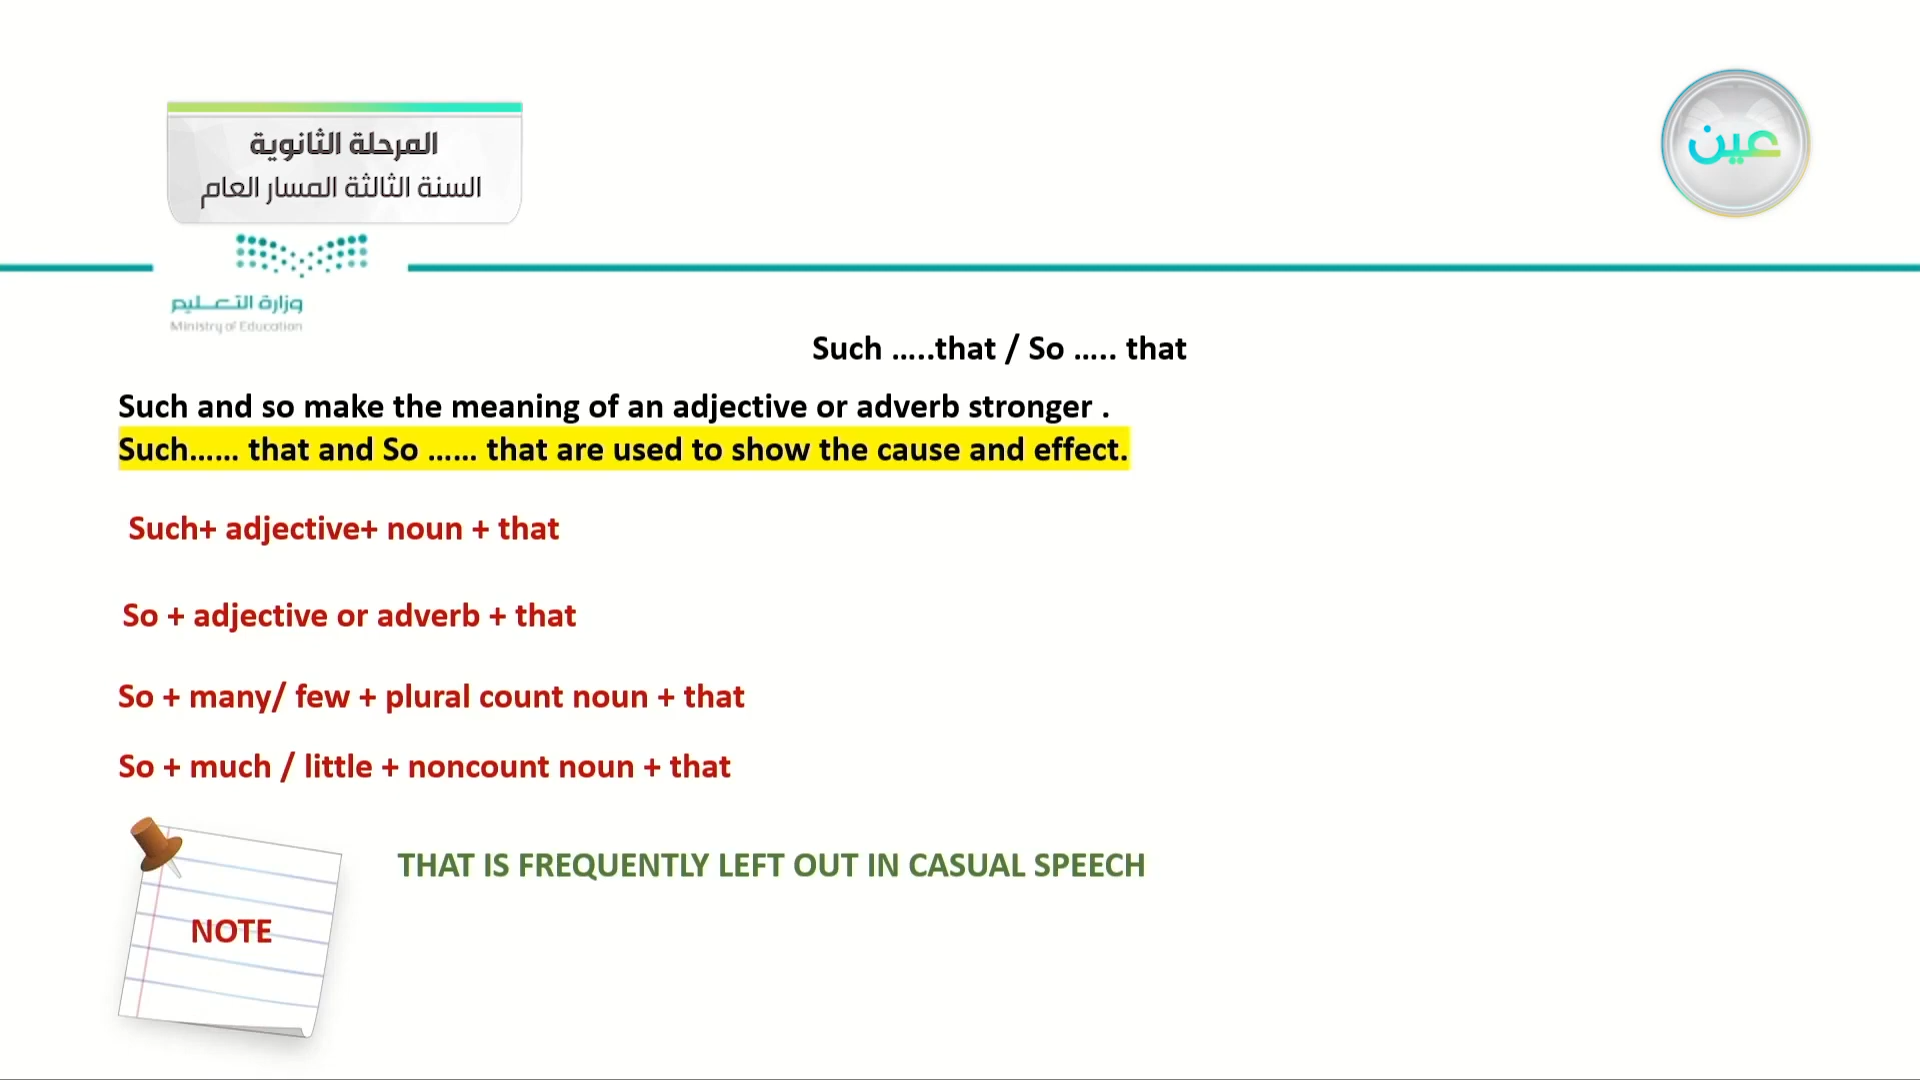 المرحلة الثانوية
السنة الثالثة المسار العام
عين
وزارة التعليم
Ministry of Education
Such .....that / So ..... that
Such and so make the meaning of an adjective or adverb stronger .
Such...... that and So ...... that are used to show the cause and effect.
Such+ adjective+ noun + that
So + adjective or adverb + that
So + many/ few + plural count noun + that
So + much / little + noncount noun + that
THAT IS FREQUENTLY LEFT OUT IN CASUAL SPEECH
NOTE